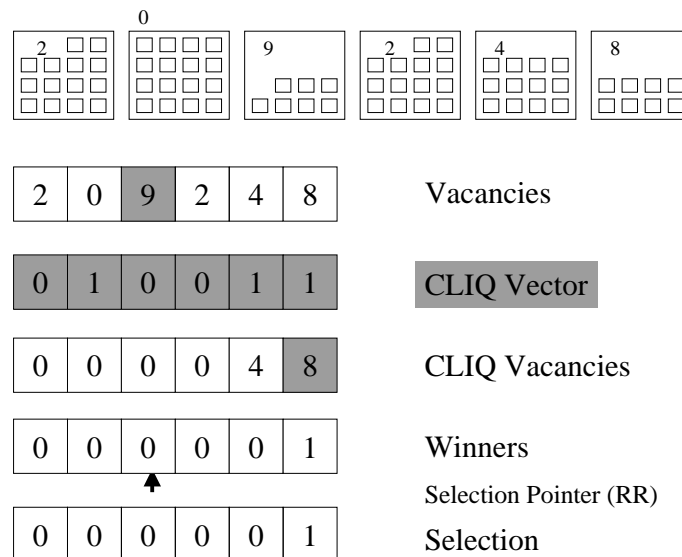 0
2 9 2 4 8
2 0 9 2 4 8 Vacancies
0 1 0 0 1 1 CLIQ Vector
0 0 0 0 4 8 CLIQ Vacancies
0 0 0 0 0 1 Winners
Selection Pointer (RR)
0 0 0 0 0 1 Selection